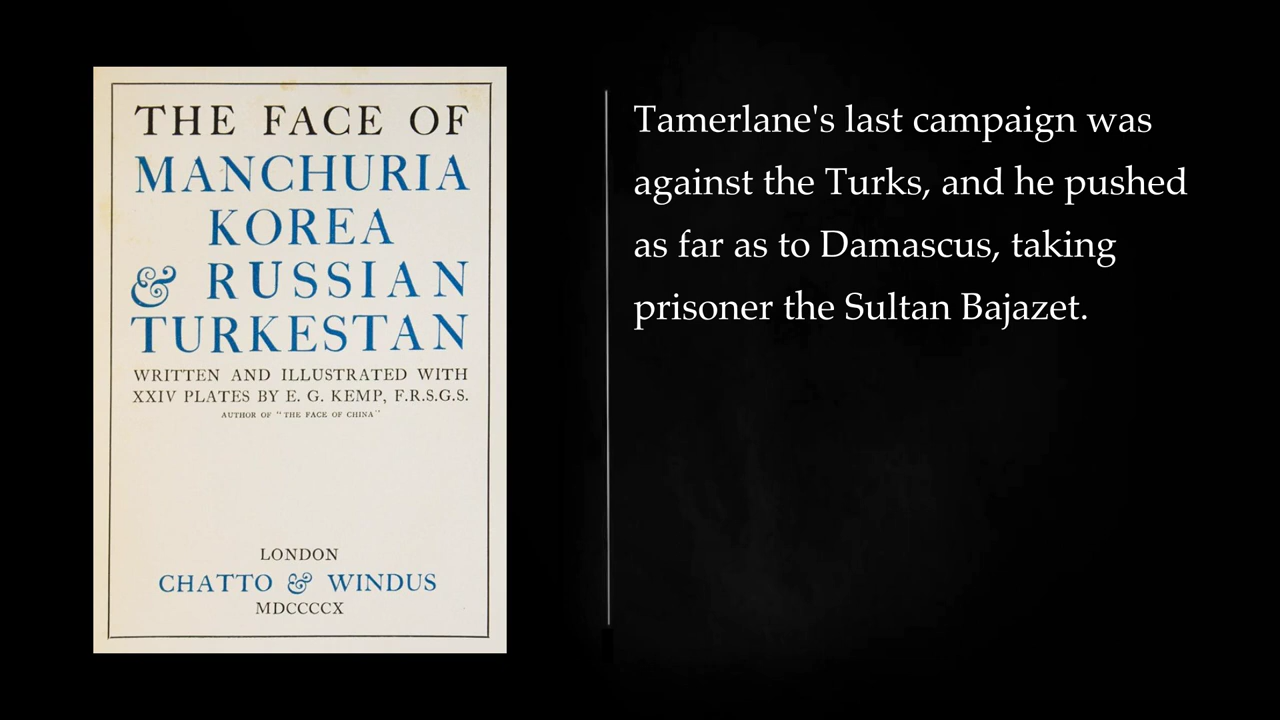 THE FACE OF
MANCHURIA
KOREA
& RUSSIAN
TURKESTAN
WRITTEN AND ILLUSTRATED WITH
XXIV PLATES BY E. G. KEMP, F.R.S.G.S.
AUTHOR OF "THE FACE OF CHINA"
LONDON
CHATTO & WINDUS
MDCCCCX
Tamerlane's last campaign was
against the Turks, and he pushed
as far as to Damascus, taking
prisoner the Sultan Bajazet.